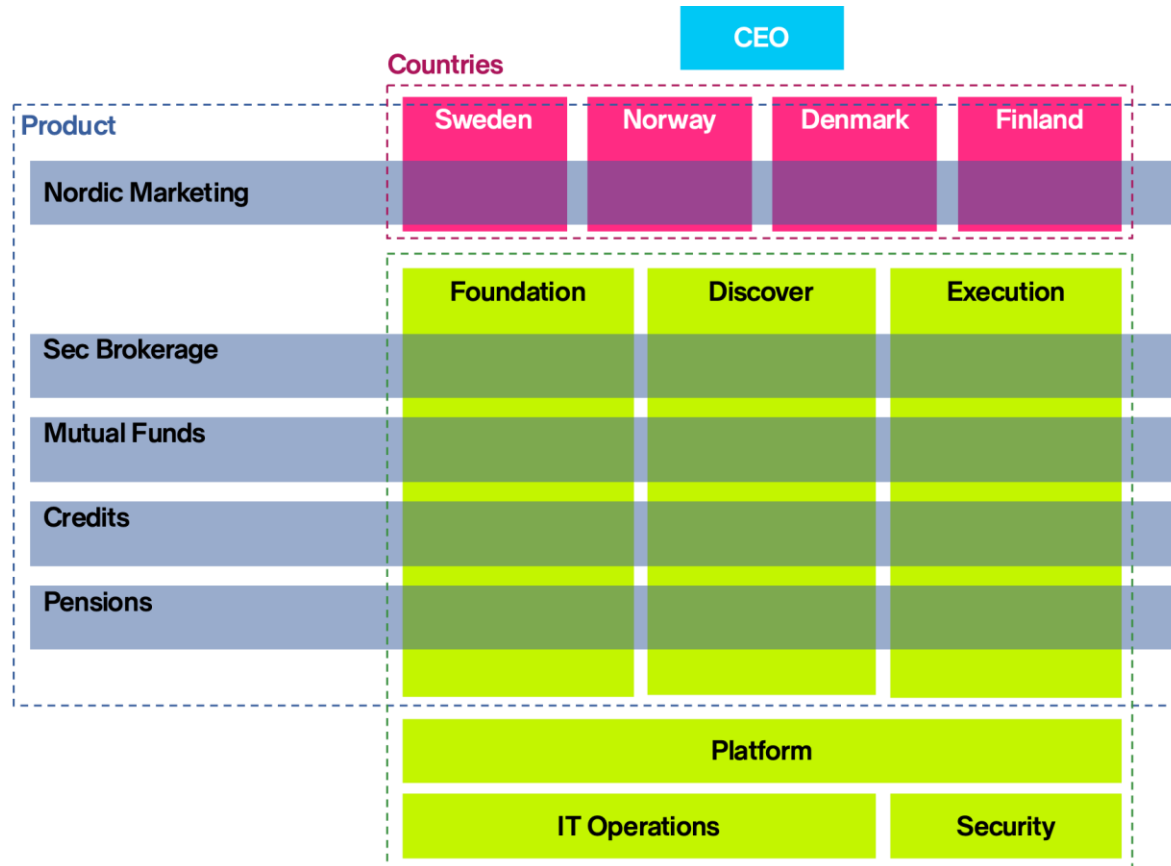 CEO
Countries
Product
Sweden
Norway
Denmark
Finland
Nordic Marketing
Foundation
Discover
Execution
Sec Brokerage
Mutual Funds
Credits
Pensions
Platform
IT Operations
Security